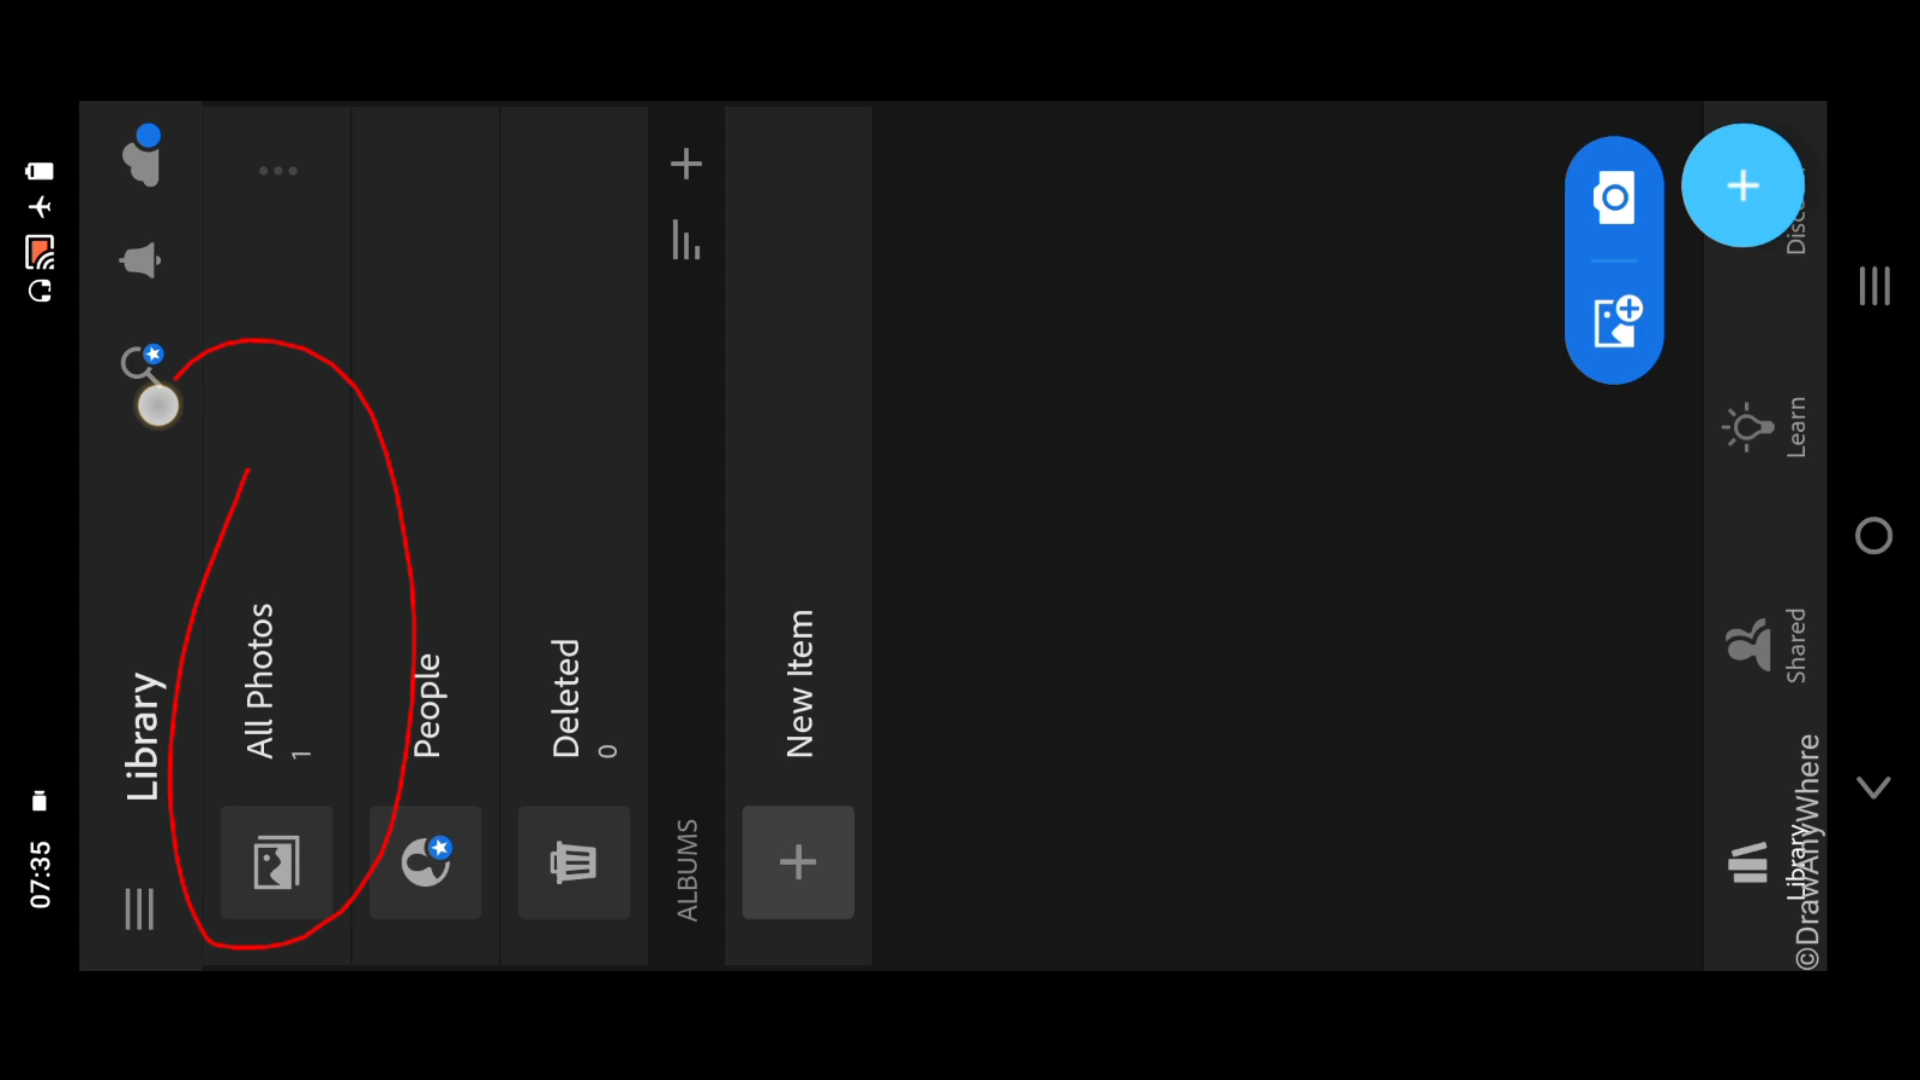 07:35
Library
All Photos
1
People
Deleted
0
ALBUMS
New Item
Library
Shared
Learn
©DrawAnyWhere